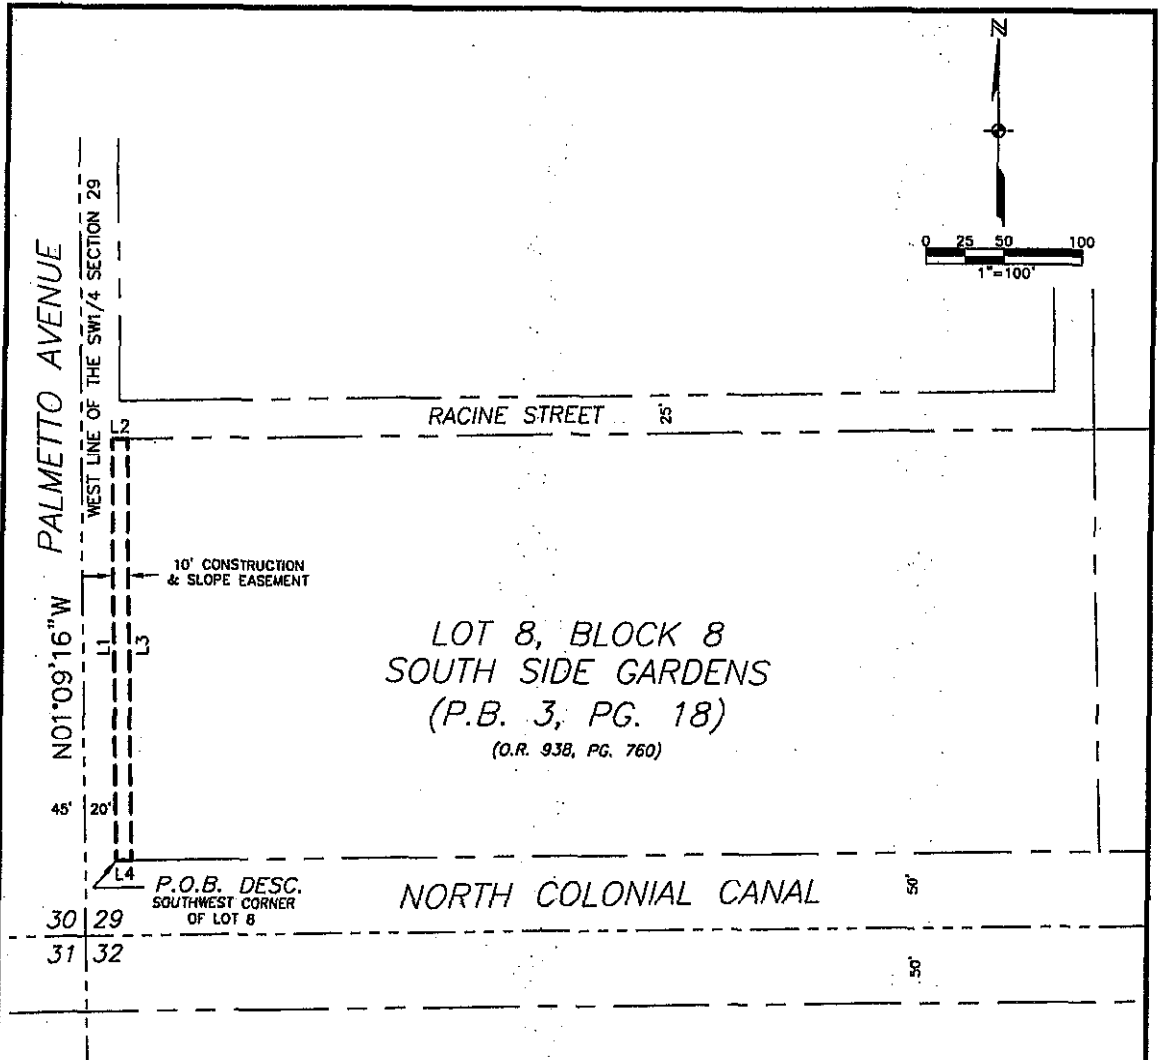 N
0 25 50 100
1"=100'
PALMETTO AVENUE
N01°09'16"W
WEST LINE OF THE SW1/4 SECTION 29
RACINE STREET
25'
L2
10' CONSTRUCTION
& SLOPE EASEMENT
L1
L3
LOT 8, BLOCK 8
SOUTH SIDE GARDENS
(P.B. 3, PG. 18)
(O.R. 938, PG. 760)
45' 20'
L4
P.O.B. DESC.
SOUTHWEST CORNER
OF LOT 8
NORTH COLONIAL CANAL
50'
30 29
31 32
50'